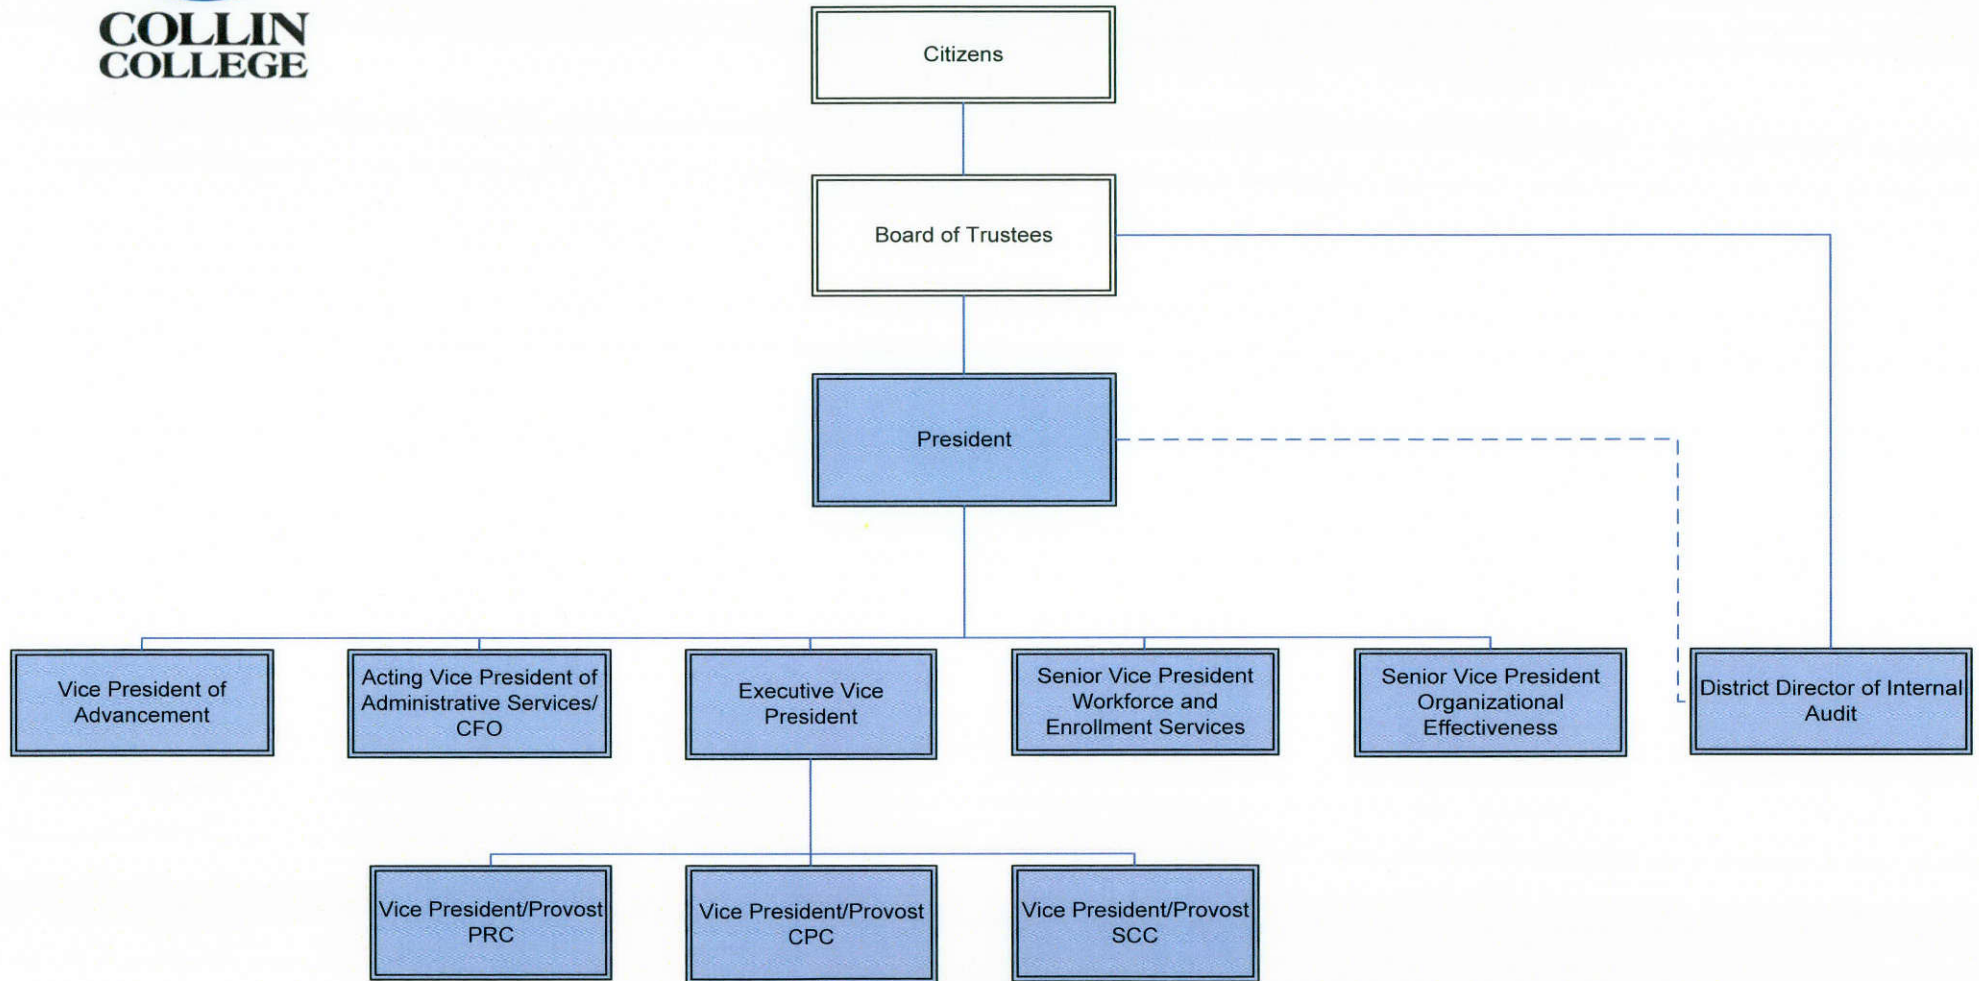 COLLIN
COLLEGE
Citizens
Board of Trustees
President
Vice President of
Advancement
Acting Vice President of
Administrative Services/
CFO
Executive Vice
President
Senior Vice President
Workforce and
Enrollment Services
Senior Vice President
Organizational
Effectiveness
District Director of Internal
Audit
Vice President/Provost
PRC
Vice President/Provost
CPC
Vice President/Provost
SCC